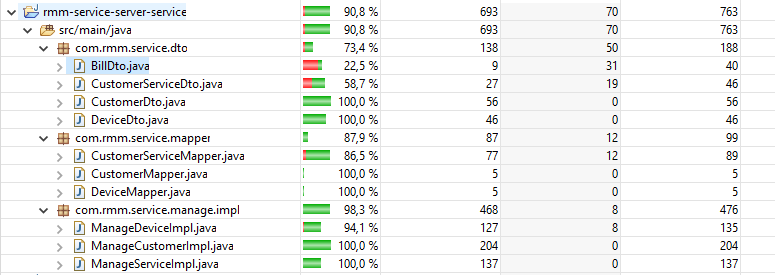 rmm-service-server-service 90,8 % 693 70 763
src/main/java 90,8 % 693 70 763
com.rmm.service.dto 73,4 % 138 50 188
BillDto.java 22,5 % 9 31 40
CustomerServiceDto.java 58,7 % 27 19 46
CustomerDto.java 100,0 % 56 0 56
DeviceDto.java 100,0 % 46 0 46
com.rmm.service.mapper 87,9 % 87 12 99
CustomerServiceMapper.java 86,5 % 77 12 89
CustomerMapper.java 100,0 % 5 0 5
DeviceMapper.java 100,0 % 5 0 5
com.rmm.service.manage.impl 98,3 % 468 8 476
ManageDeviceImpl.java 94,1 % 127 8 135
ManageCustomerImpl.java 100,0 % 204 0 204
ManageServiceImpl.java 100,0 % 137 0 137